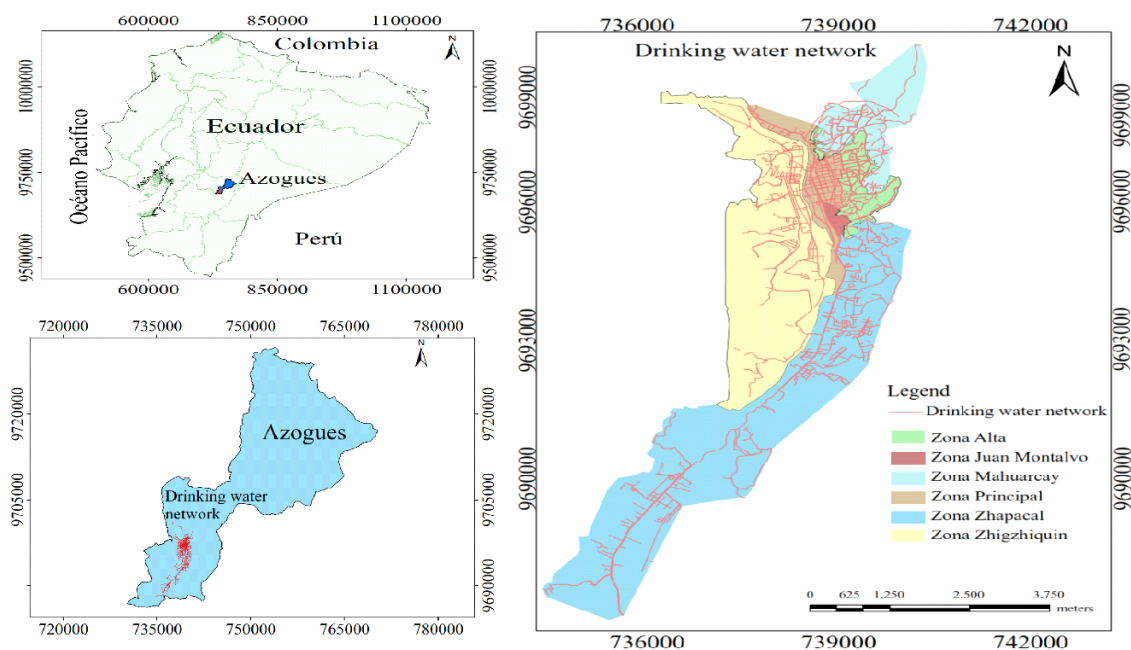 600000 850000 1100000
Colombia
N
Ecuador
Azogues
Perú
Océano Pacífico
9500000 9750000 11000000
9500000 9750000 11000000
600000 850000 1100000
720000 735000 750000 765000 780000
N
Azogues
Drinking water
network
9690000 9705000 9720000
9690000 9705000 9720000
720000 735000 750000 765000 780000
736000 739000 742000
Drinking water network
N
9690000 9693000 9696000 9699000
9690000 9693000 9696000 9699000
Legend
Drinking water network
Zona Alta
Zona Juan Montalvo
Zona Mahuarcay
Zona Principal
Zona Zhapacal
Zona Zhigzhiquin
0 625 1,250 2,500 3,750
meters
736000 739000 742000